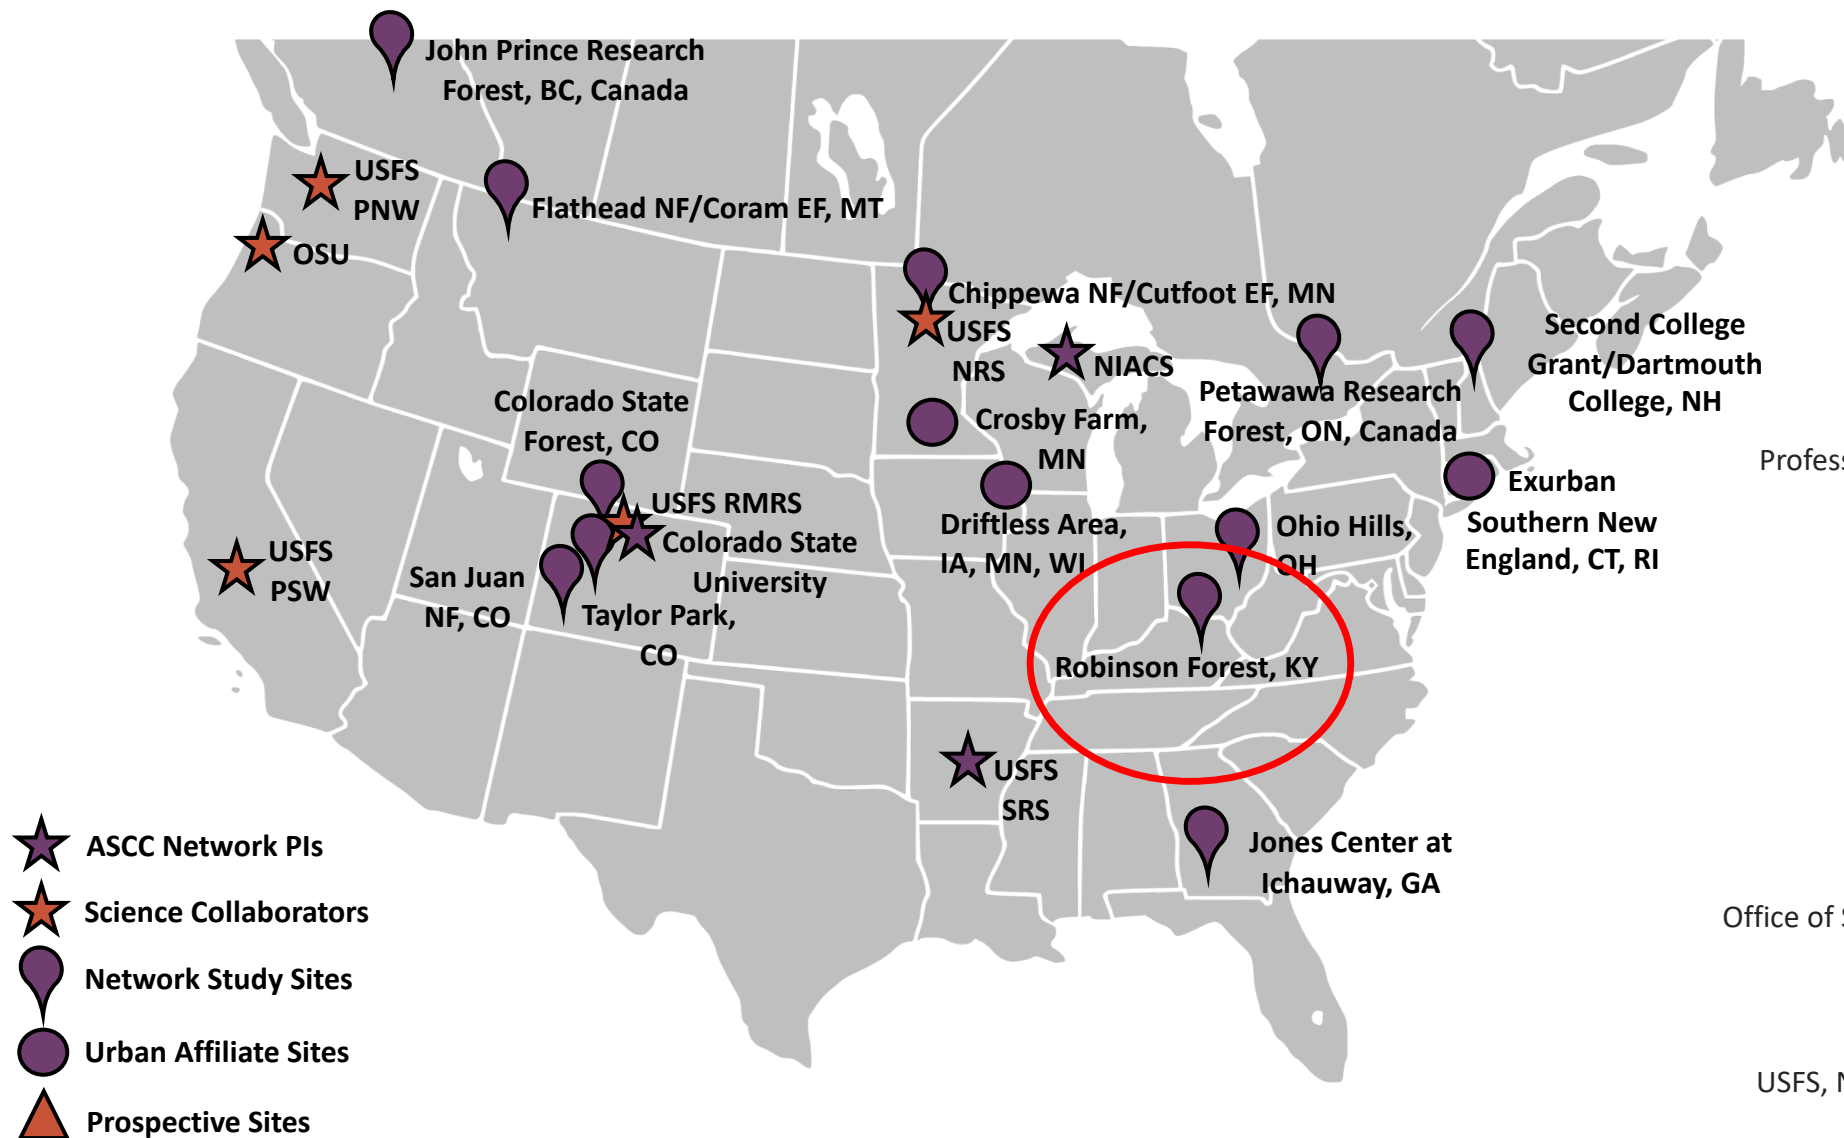 John Prince Research
Forest, BC, Canada
USFS
PNW
Flathead NF/Coram EF, MT
OSU
Chippewa NF/Cutfoot EF, MN
USFS
NRS
NIACS
Second College
Grant/Dartmouth
College, NH
Petawawa Research
Forest, ON, Canada
Colorado State
Forest, CO
Crosby Farm,
MN
Profess
Exurban
Southern New
England, CT, RI
USFS RMRS
Colorado State
University
Driftless Area,
IA, MN, WI
Ohio Hills,
OH
USFS
PSW
San Juan
NF, CO
Taylor Park,
CO
Robinson Forest, KY
USFS
SRS
Jones Center at
Ichauway, GA
ASCC Network PIs
Science Collaborators
Network Study Sites
Urban Affiliate Sites
Prospective Sites
Office of
USFS,